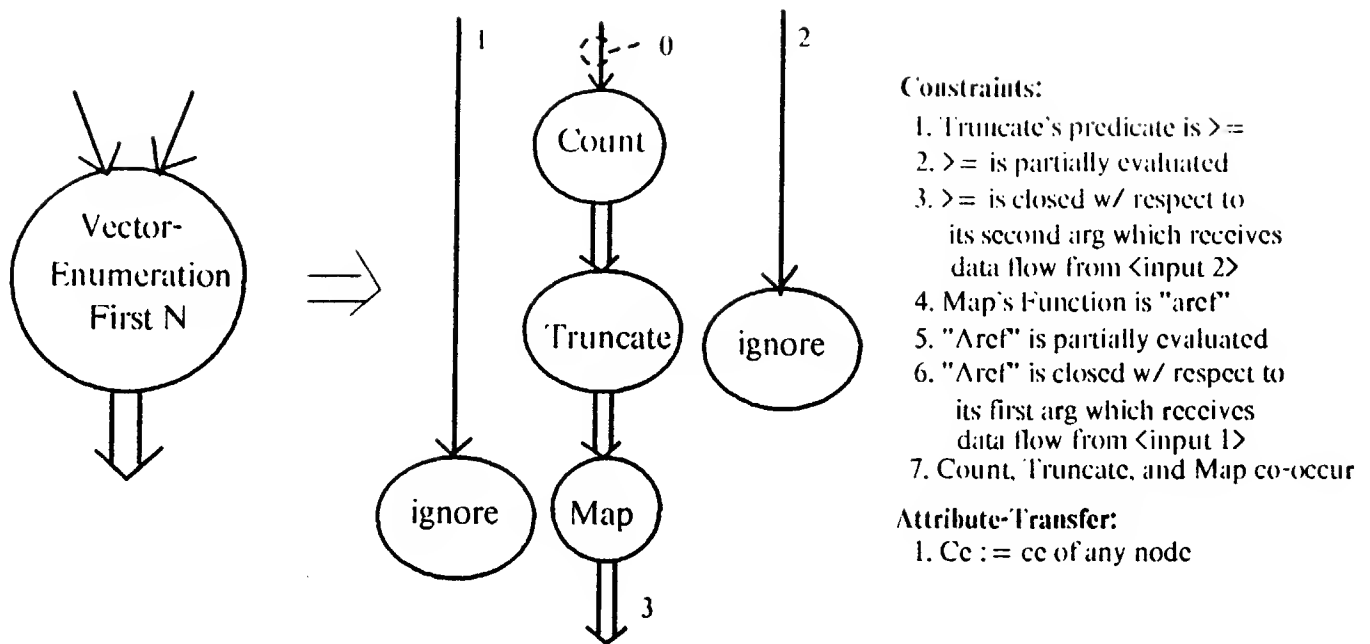 1
0
2
Vector-
Enumeration
First N
Count
Truncate
Map
ignore
ignore
3
Constraints:
1. Truncate's predicate is >=
2. >= is partially evaluated
3. >= is closed w/ respect to
its second arg which receives
data flow from <input 2>
4. Map's Function is "aref"
5. "Aref" is partially evaluated
6. "Aref" is closed w/ respect to
its first arg which receives
data flow from <input 1>
7. Count, Truncate, and Map co-occur
Attribute-Transfer:
1. Ce := ce of any node